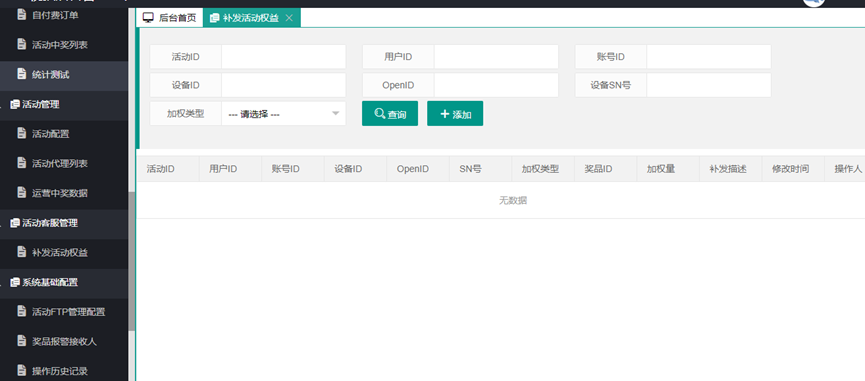 自付费订单
活动中奖列表
统计测试
活动管理
活动配置
活动代理列表
运营中奖数据
活动客服管理
补发活动权益
系统基础配置
活动FTP管理配置
奖品报警接收人
操作历史记录
后台首页 补发活动权益
活动ID 用户ID 账号ID
设备ID OpenID 设备SN号
加权类型 --- 请选择 --- 查询 添加
活动ID 用户ID 账号ID 设备ID OpenID SN号 加权类型 奖品ID 加权量 补发描述 修改时间 操作人
无数据